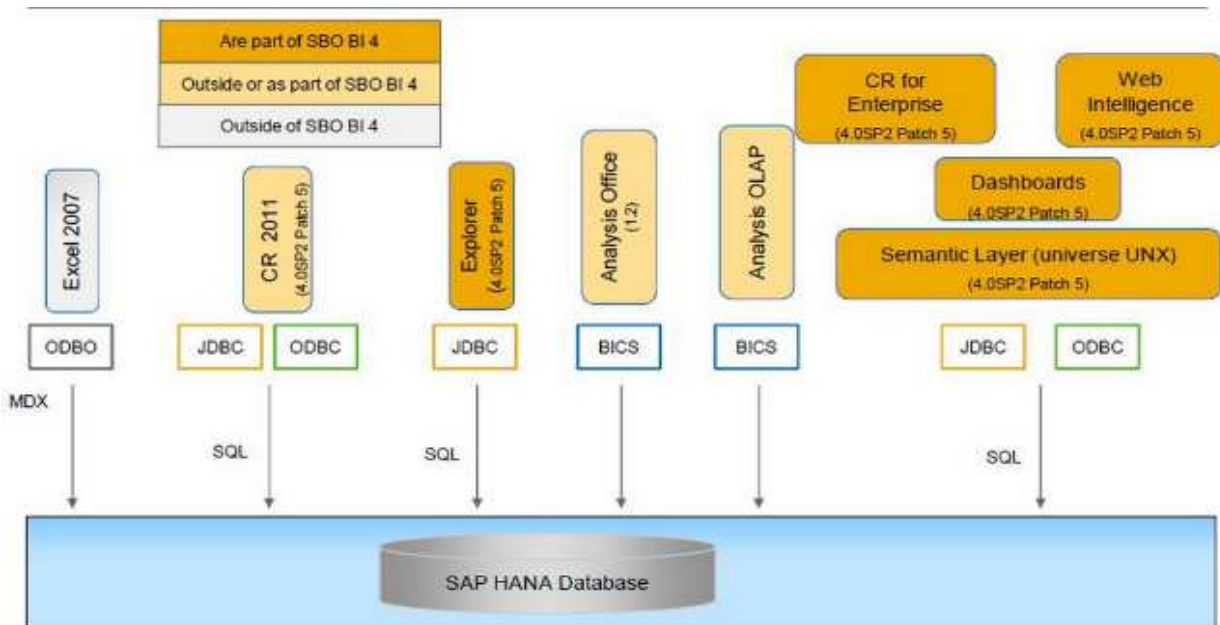 Are part of SBO BI 4
Outside or as part of SBO BI 4
Outside of SBO BI 4
CR for
Enterprise
(4.0SP2 Patch 5)
Web
Intelligence
(4.0SP2 Patch 5)
Excel 2007
CR 2011
(4.0SP2 Patch 5)
Explorer
(4.0SP2 Patch 5)
Analysis Office
(1.2)
Analysis OLAP
Dashboards
(4.0SP2 Patch 5)
Semantic Layer (universe UNX)
(4.0SP2 Patch 5)
ODBO
JDBC
ODBC
JDBC
BICS
BICS
JDBC
ODBC
MDX
SQL
SQL
SQL
SAP HANA Database